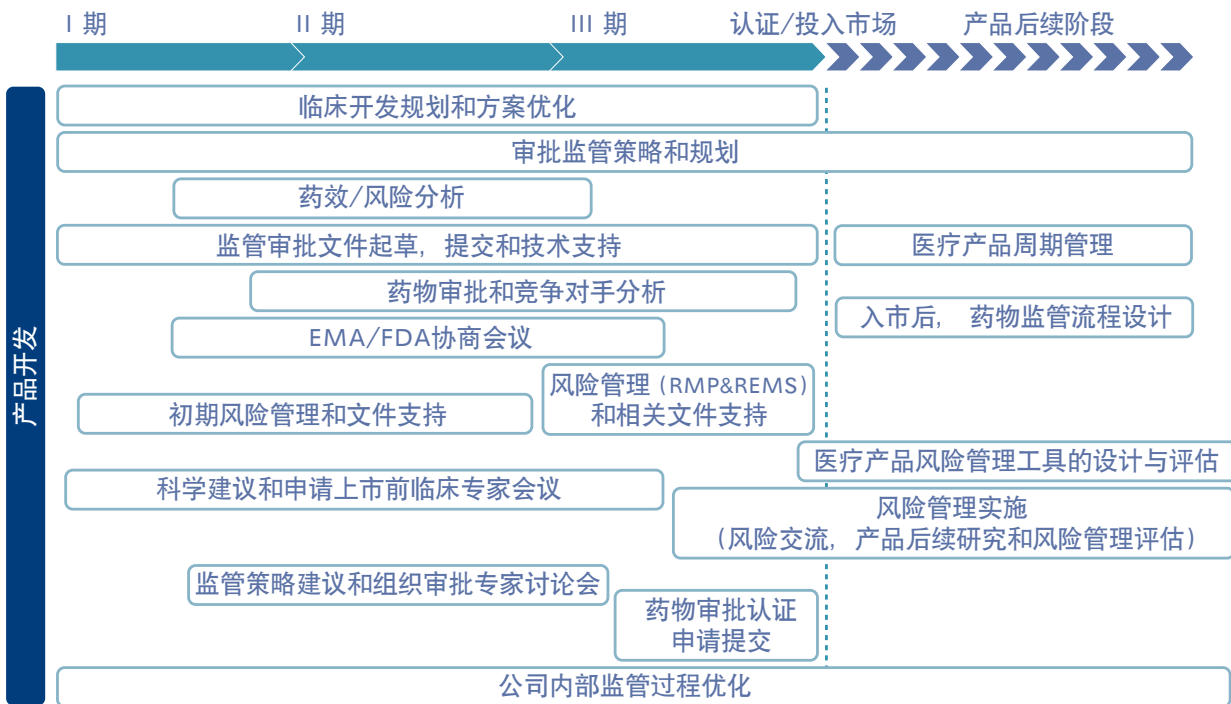 I 期
II 期
III 期
认证/投入市场
产品后续阶段
产品开发
临床开发规划和方案优化
审批监管策略和规划
药效/风险分析
监管审批文件起草, 提交和技术支持
医疗产品周期管理
药物审批和竞争对手分析
入市后, 药物监管流程设计
EMA/FDA协商会议
风险管理 (RMP&REMS)
和相关文件支持
初期风险管理和文件支持
医疗产品风险管理工具的设计与评估
科学建议和申请上市前临床专家会议
风险管理实施
(风险交流, 产品后续研究和风险管理评估)
监管策略建议和组织审批专家讨论会
药物审批认证
申请提交
公司内部监管过程优化